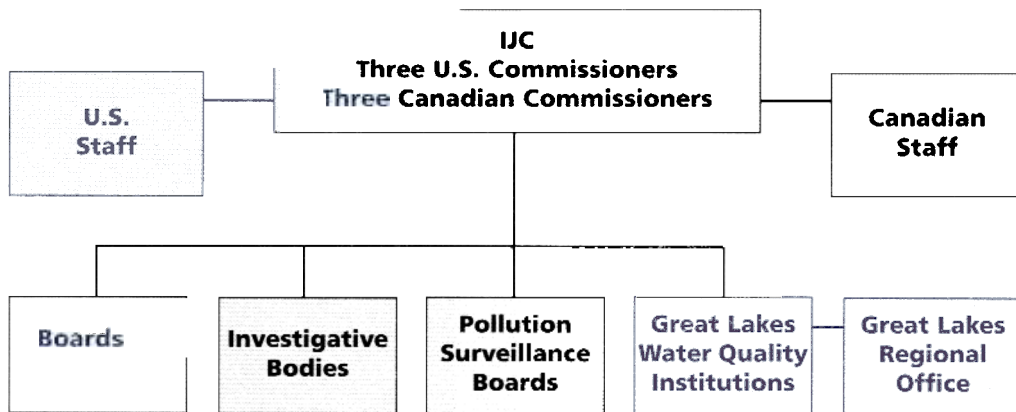 IJC
Three U.S. Commissioners
Three Canadian Commissioners
U.S.
Staff
Canadian
Staff
Boards
Investigative
Bodies
Pollution
Surveillance
Boards
Great Lakes
Water Quality
Institutions
Great Lakes
Regional
Office